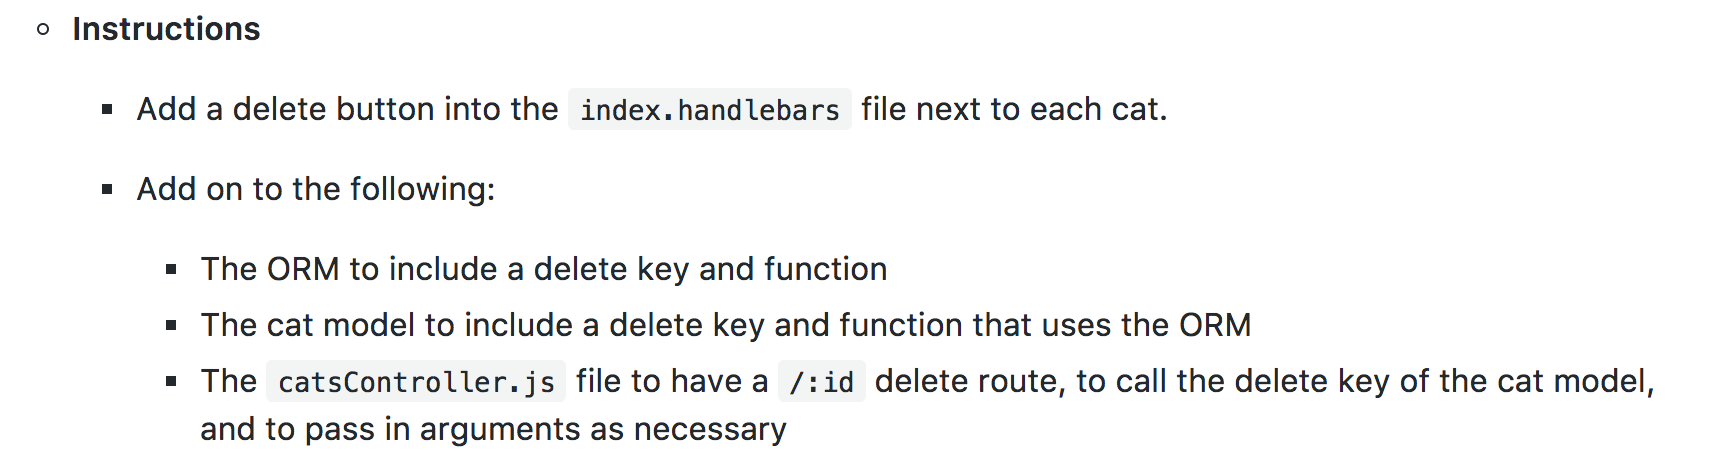 Instructions
Add a delete button into the index.handlebars file next to each cat.
Add on to the following:
The ORM to include a delete key and function
The cat model to include a delete key and function that uses the ORM
The catsController.js file to have a /:id delete route, to call the delete key of the cat model,
and to pass in arguments as necessary